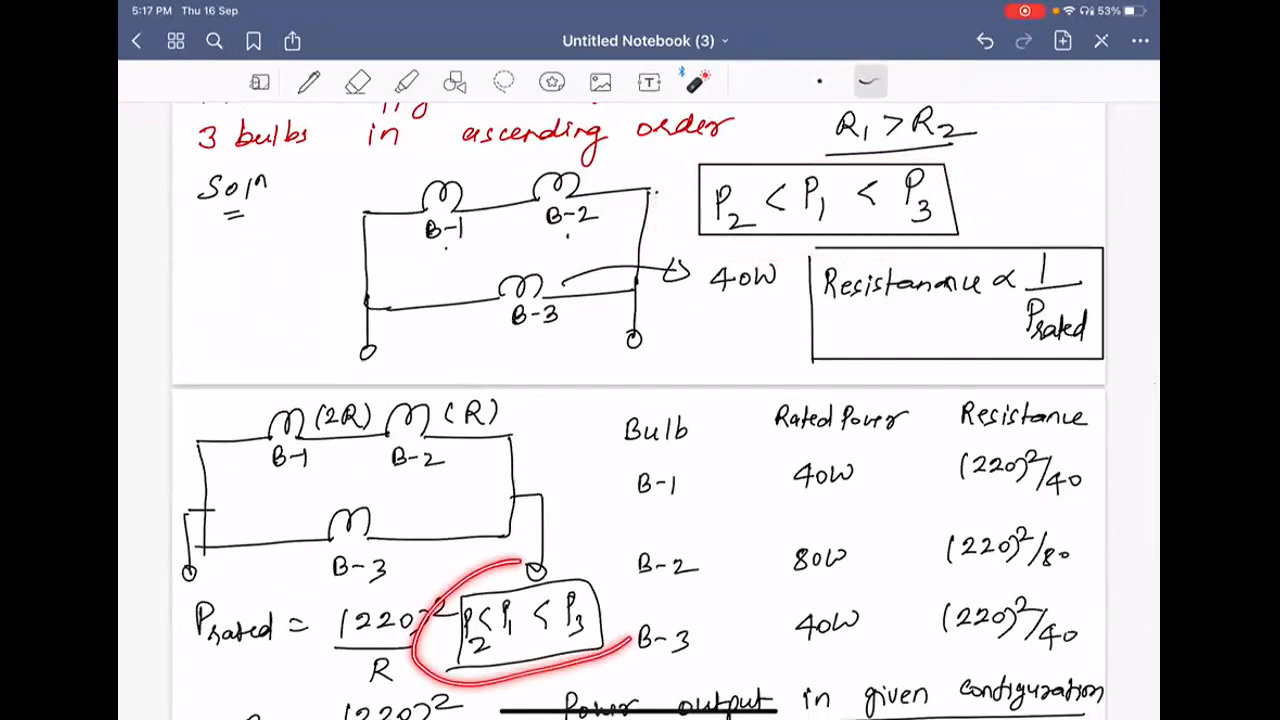 5:17 PM Thu 16 Sep
53%
Untitled Notebook (3)
3 bulbs in ascending order
R1 > R2
Soln
=
B-1
B-2
P2 < P1 < P3
40W
Resistanance ∝ 1/Prated
B-3
(2R)
(R)
B-1
B-2
Bulb Rated Power Resistance
B-1 40W (220)²/40
B-3
B-2 80W (220)²/80
Prated = (220)²/R
P2 < P1 < P3
B-3 40W (220)²/40
(220)²
Power output in given configuration